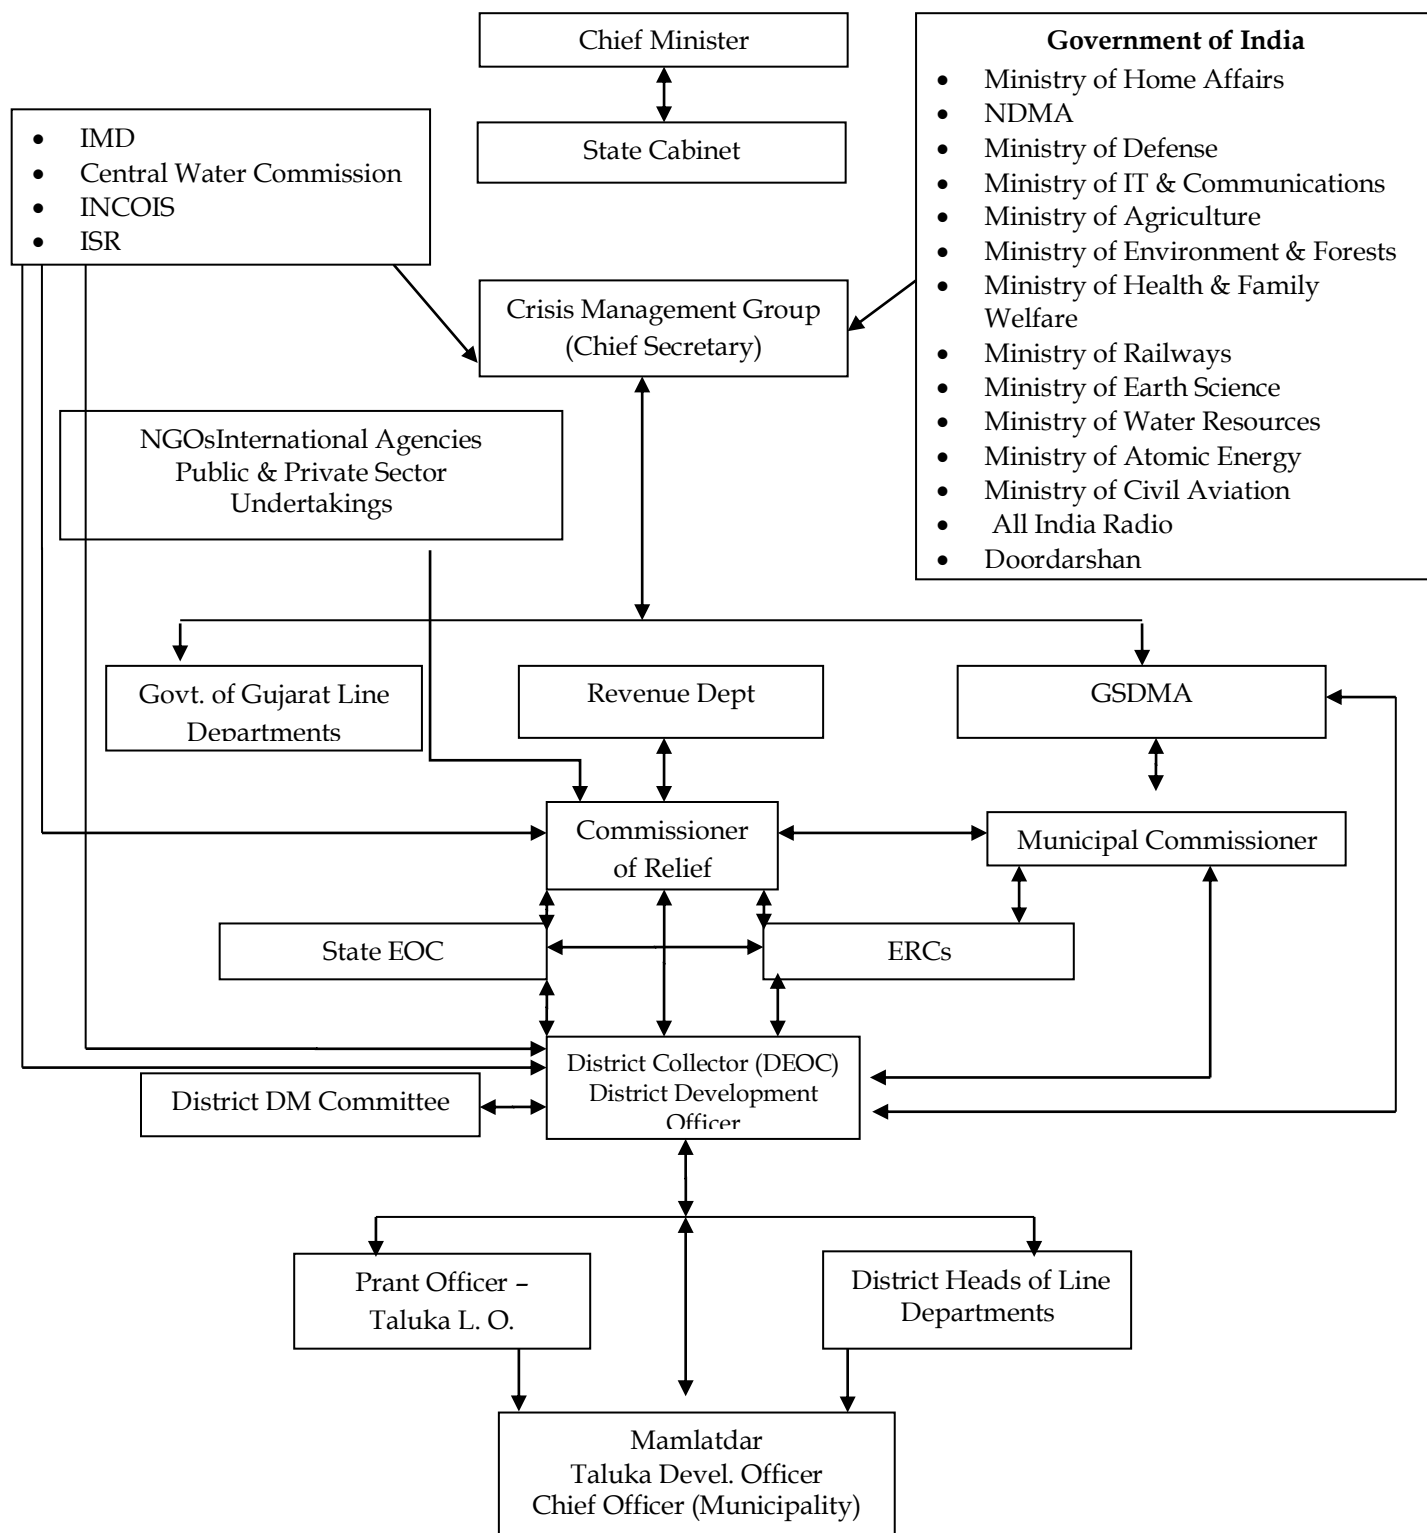 Chief Minister
State Cabinet
Government of India
• Ministry of Home Affairs
• NDMA
• Ministry of Defense
• Ministry of IT & Communications
• Ministry of Agriculture
• Ministry of Environment & Forests
• Ministry of Health & Family
Welfare
• Ministry of Railways
• Ministry of Earth Science
• Ministry of Water Resources
• Ministry of Atomic Energy
• Ministry of Civil Aviation
• All India Radio
• Doordarshan
• IMD
• Central Water Commission
• INCOIS
• ISR
Crisis Management Group
(Chief Secretary)
NGOsInternational Agencies
Public & Private Sector
Undertakings
Govt. of Gujarat Line
Departments
Revenue Dept
GSDMA
Commissioner
of Relief
Municipal Commissioner
State EOC
ERCs
District Collector (DEOC)
District Development
Officer
District DM Committee
Prant Officer –
Taluka L. O.
District Heads of Line
Departments
Mamlatdar
Taluka Devel. Officer
Chief Officer (Municipality)